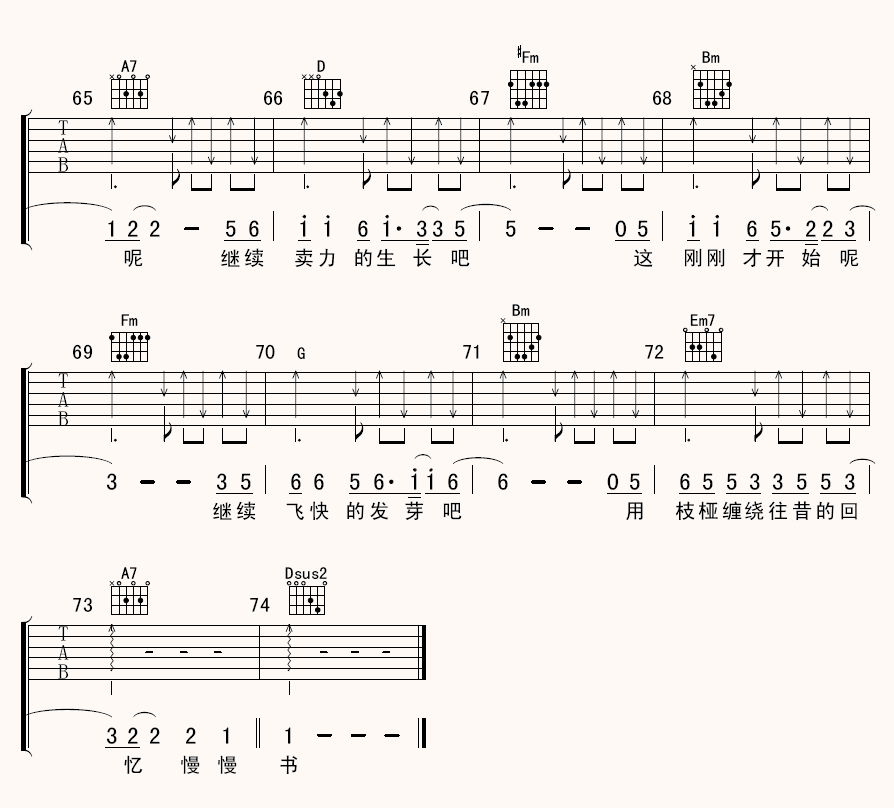 A7 D #Fm Bm
65 66 67 68
T
A
B
1 2 2 - 5 6 i i 6 i· 3 3 5 5 - - 0 5 i i 6 5· 2 2 3
呢 继续 卖力 的生 长 吧 这 刚刚 才开 始 呢
Fm Bm Em7
69 70 G 71 72
T
A
B
3 - - 3 5 6 6 5 6· i i 6 6 - - 0 5 6 5 5 3 3 5 5 3
继续 飞快 的发 芽 吧 用 枝桠缠绕往昔的回
A7 Dsus2
73 74
T
A
B
3 2 2 2 1 1 - - -
忆 慢慢 书